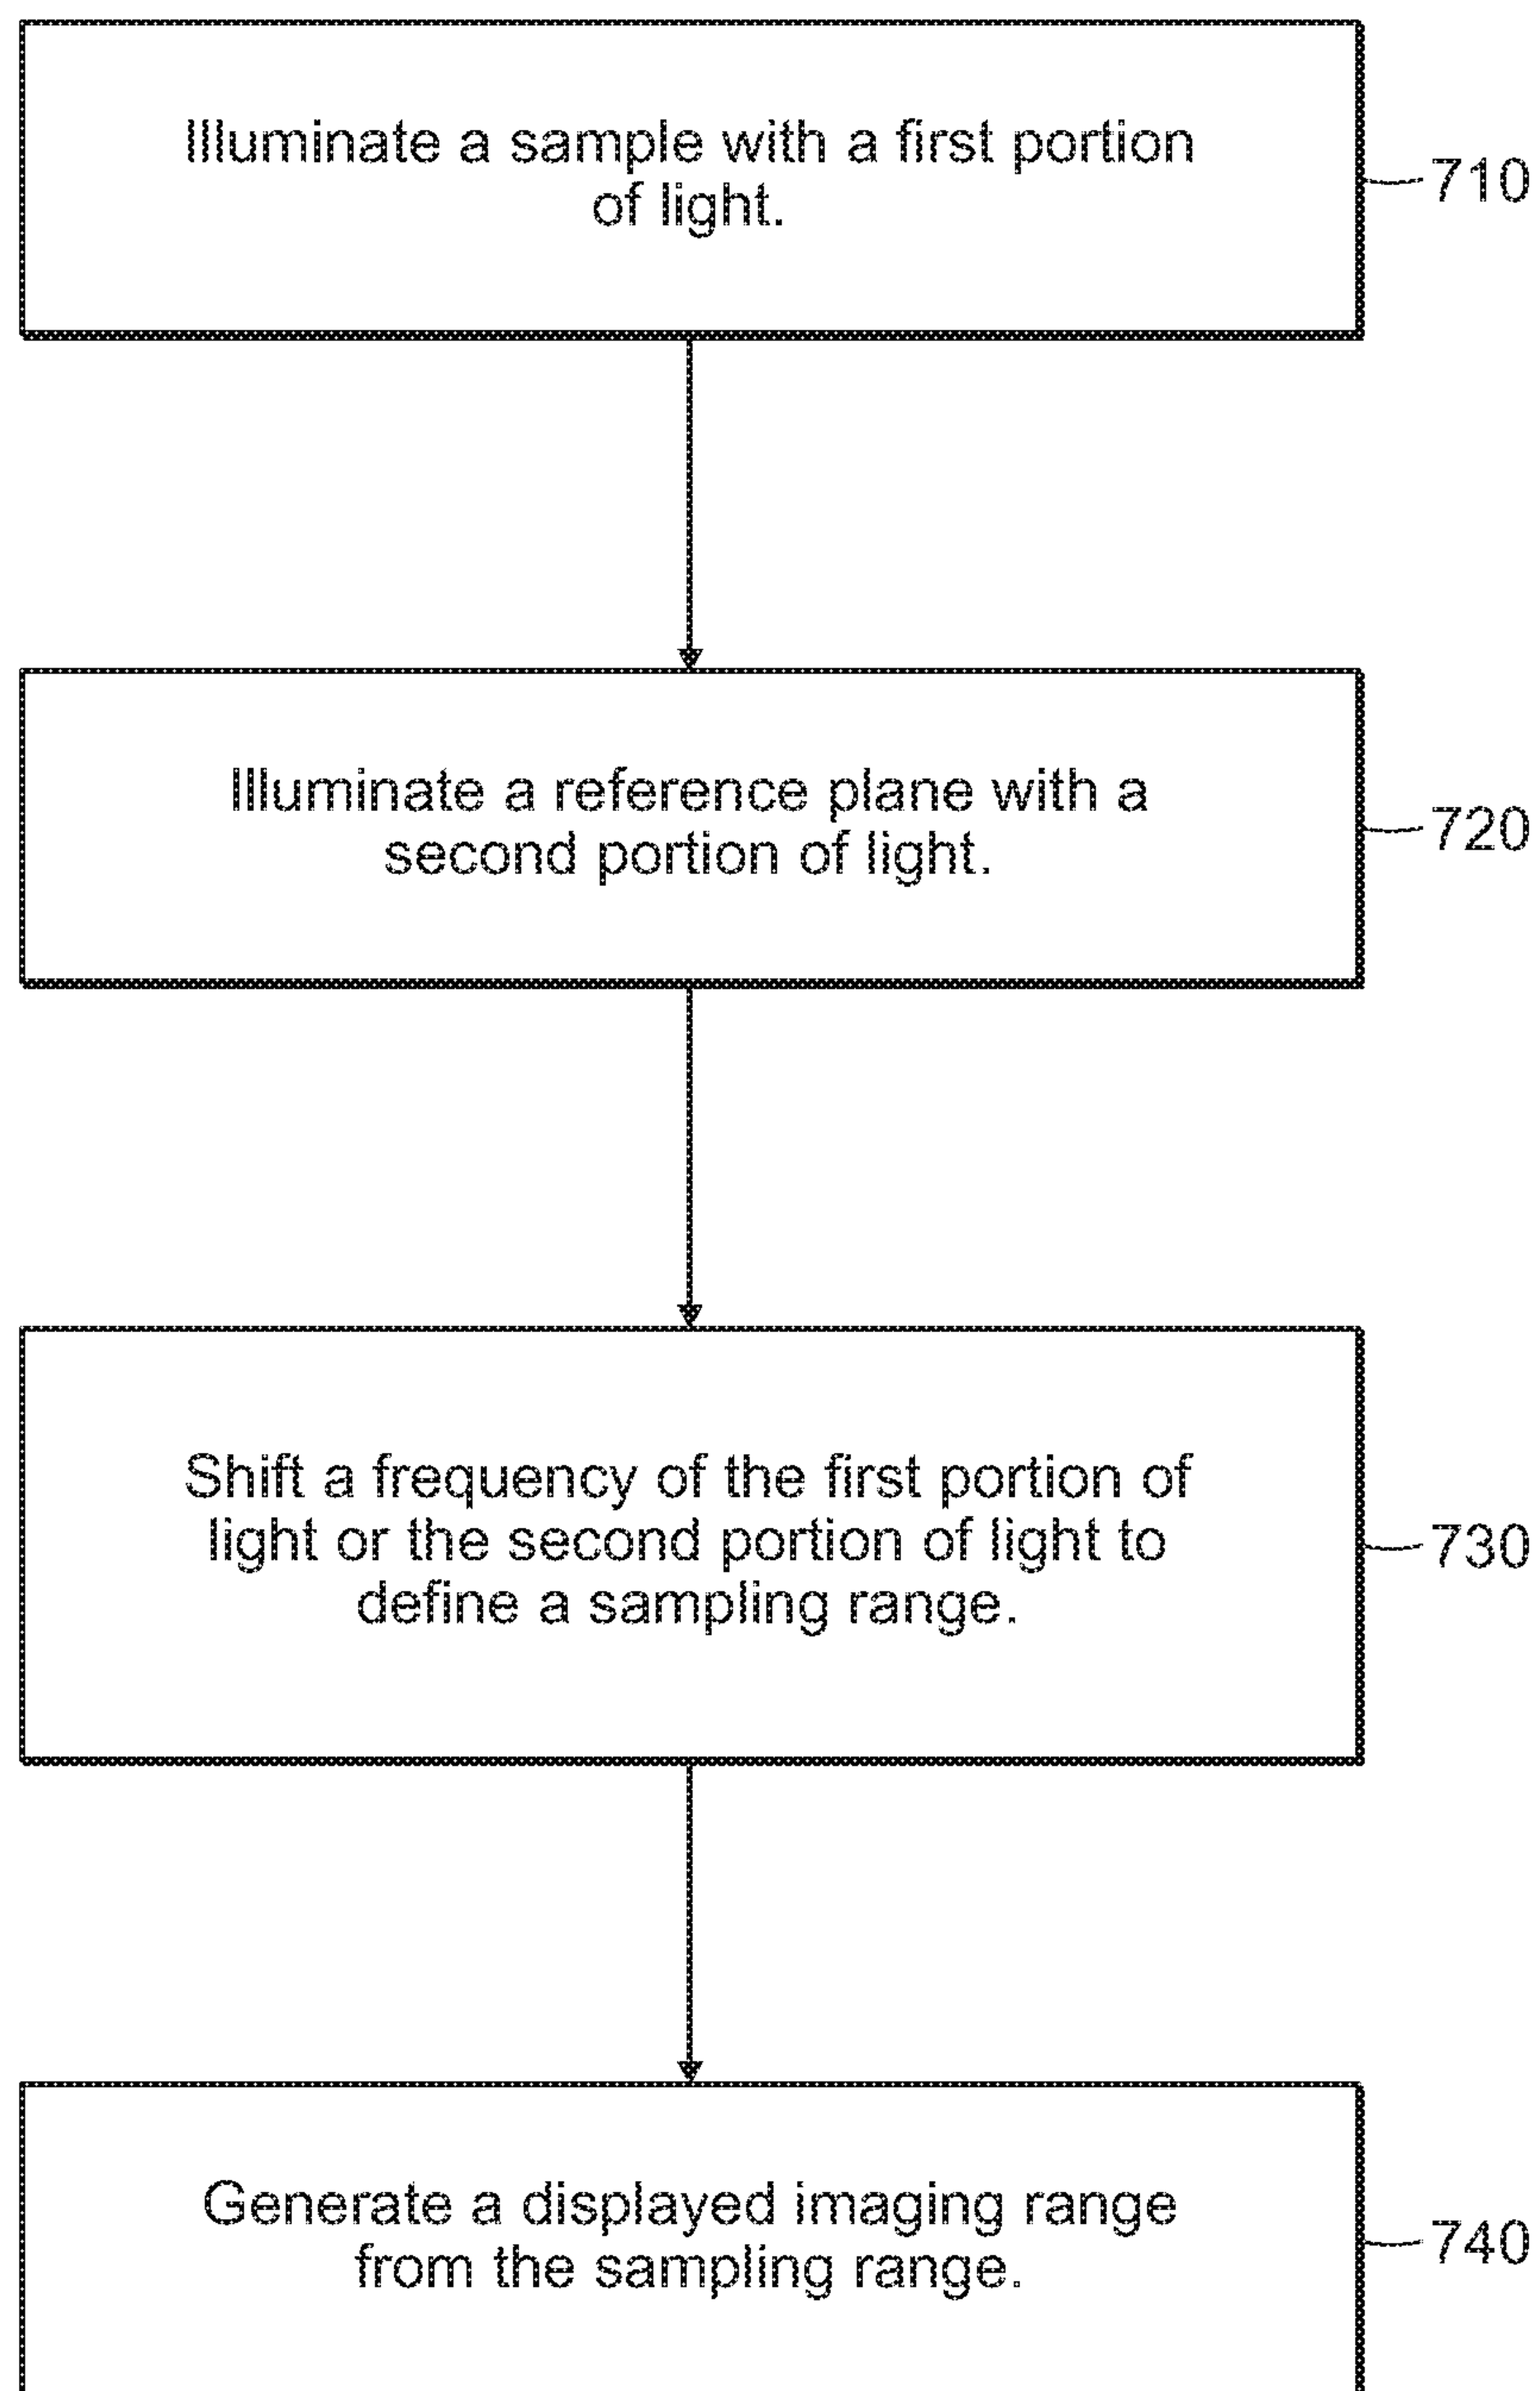 Illuminate a sample with a first portion
of light.
710
Illuminate a reference plane with a
second portion of light.
720
Shift a frequency of the first portion of
light or the second portion of light to
define a sampling range.
730
Generate a displayed imaging range
from the sampling range.
740